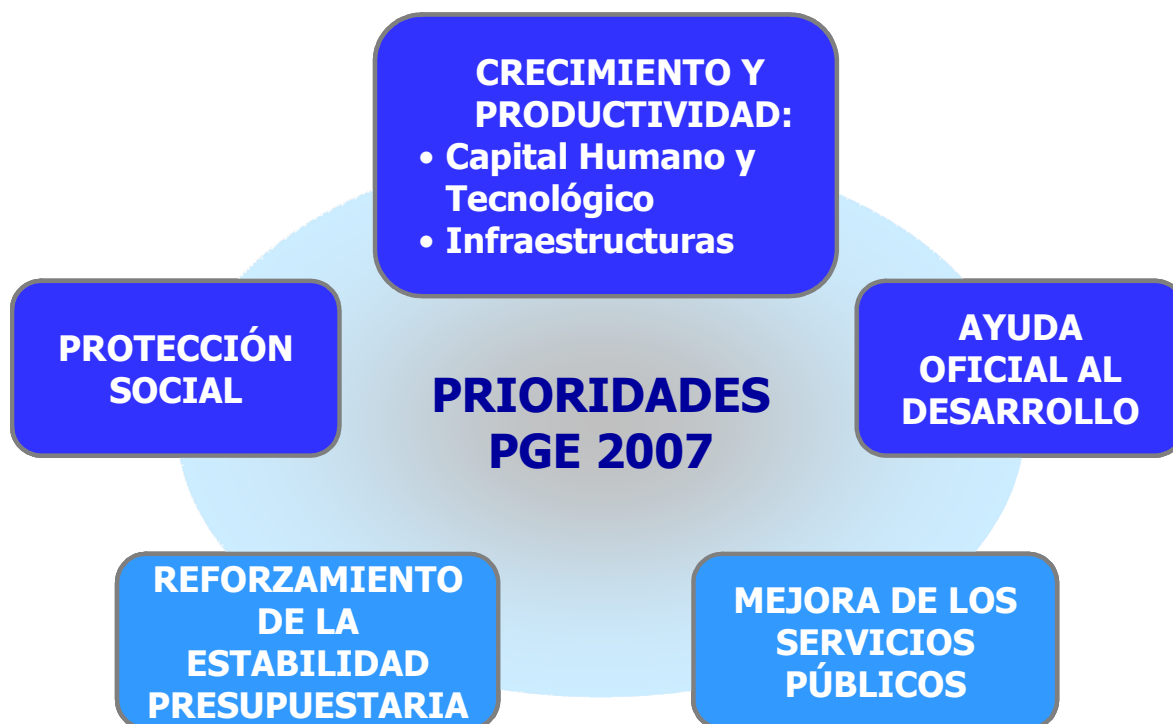 CRECIMIENTO Y
PRODUCTIVIDAD:
• Capital Humano y
Tecnológico
• Infraestructuras
PROTECCIÓN
SOCIAL
PRIORIDADES
PGE 2007
AYUDA
OFICIAL AL
DESARROLLO
REFORZAMIENTO
DE LA
ESTABILIDAD
PRESUPUESTARIA
MEJORA DE LOS
SERVICIOS
PÚBLICOS